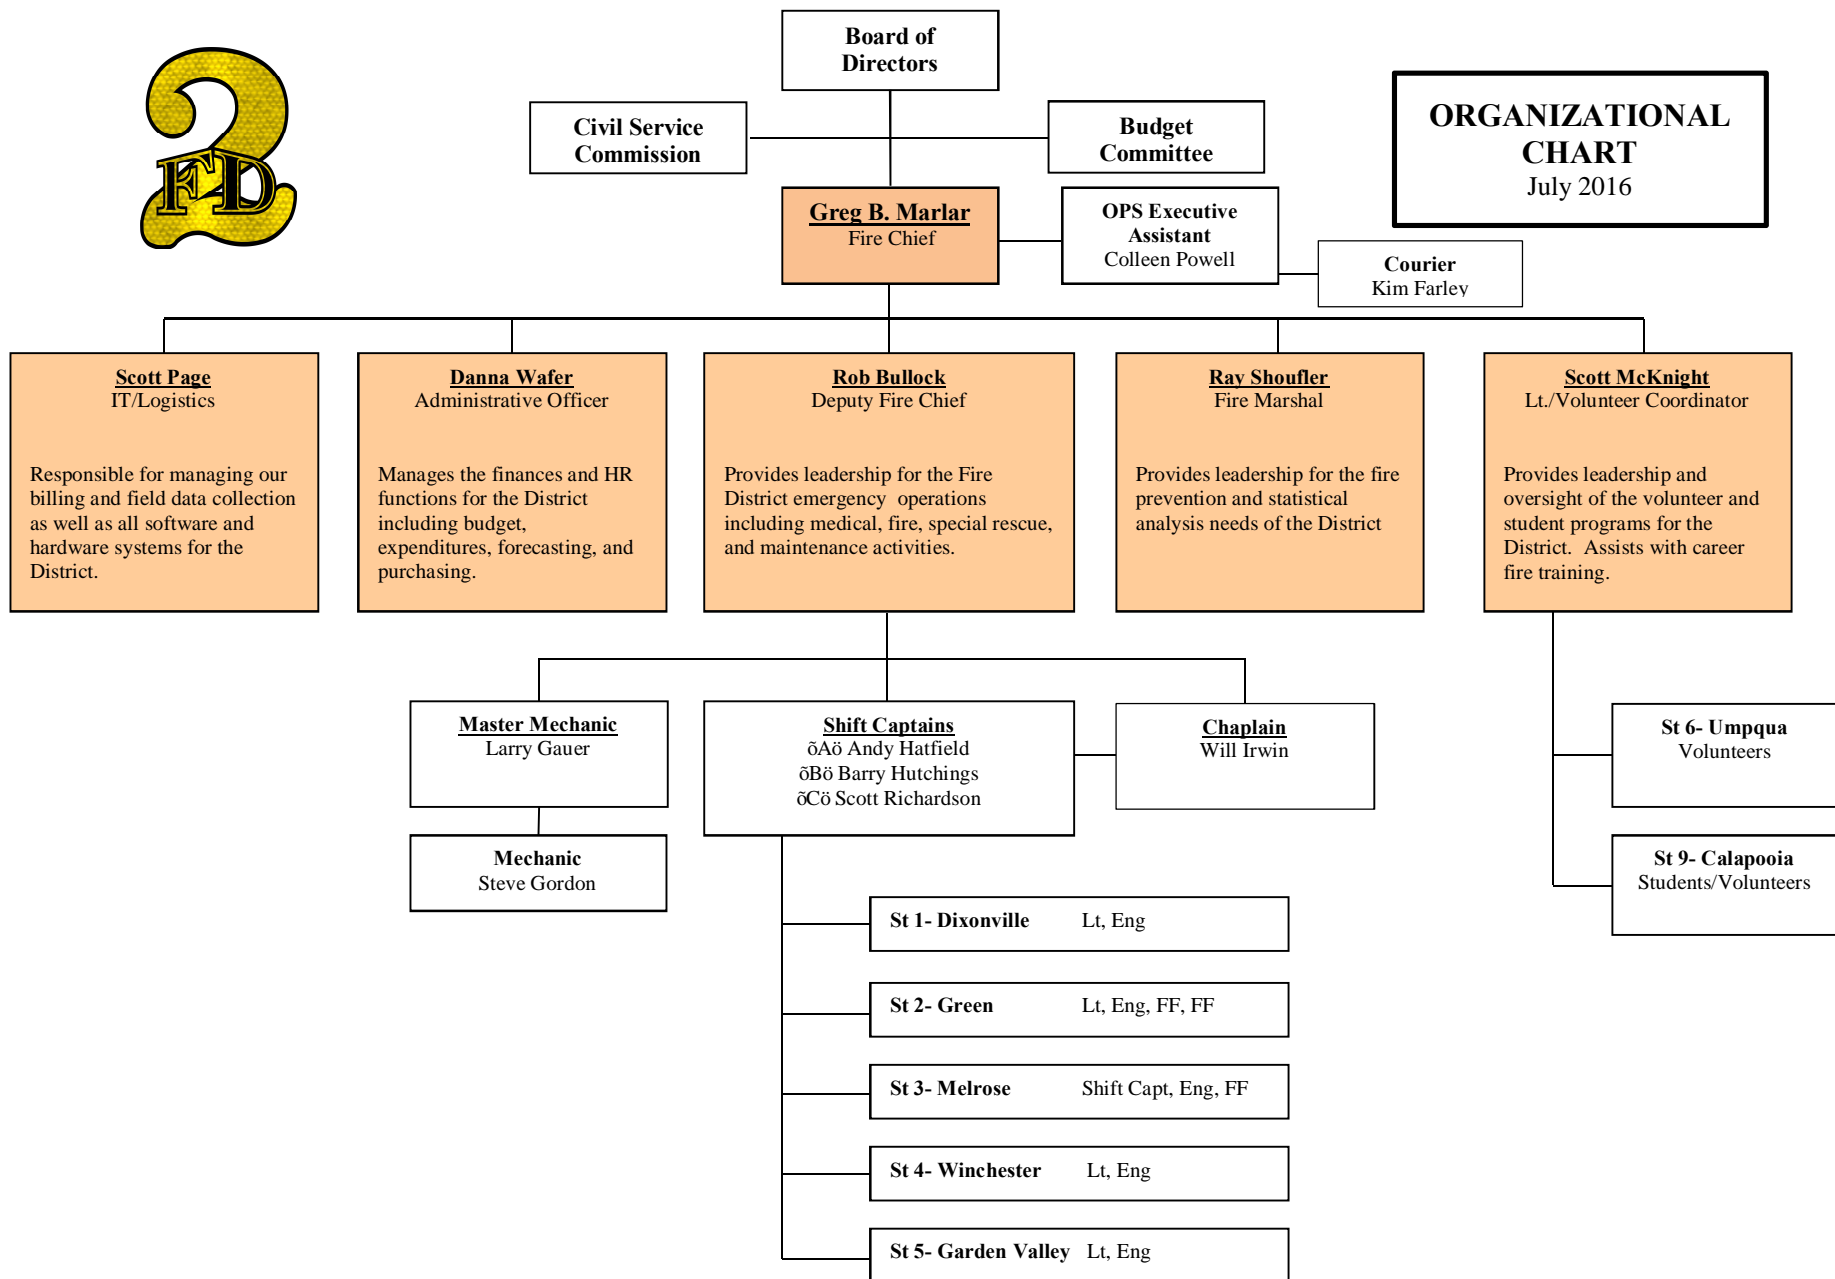 2
FD
Board of
Directors
Civil Service
Commission
Budget
Committee
ORGANIZATIONAL
CHART
July 2016
Greg B. Marlar
Fire Chief
OPS Executive
Assistant
Colleen Powell
Courier
Kim Farley
Scott Page
IT/Logistics
Responsible for managing our
billing and field data collection
as well as all software and
hardware systems for the
District.
Danna Wafer
Administrative Officer
Manages the finances and HR
functions for the District
including budget,
expenditures, forecasting, and
purchasing.
Rob Bullock
Deputy Fire Chief
Provides leadership for the Fire
District emergency  operations
including medical, fire, special rescue,
and maintenance activities.
Ray Shoufler
Fire Marshal
Provides leadership for the fire
prevention and statistical
analysis needs of the District
Scott McKnight
Lt./Volunteer Coordinator
Provides leadership and
oversight of the volunteer and
student programs for the
District.  Assists with career
fire training.
Master Mechanic
Larry Gauer
Shift Captains
õAö Andy Hatfield
õBö Barry Hutchings
õCö Scott Richardson
Chaplain
Will Irwin
St 6- Umpqua
Volunteers
Mechanic
Steve Gordon
St 9- Calapooia
Students/Volunteers
St 1- Dixonville Lt, Eng
St 2- Green Lt, Eng, FF, FF
St 3- Melrose Shift Capt, Eng, FF
St 4- Winchester Lt, Eng
St 5- Garden Valley Lt, Eng